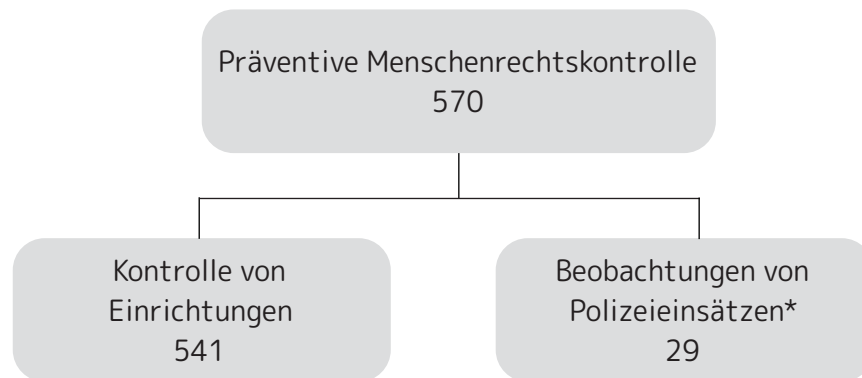 Präventive Menschenrechtskontrolle
570
Kontrolle von
Einrichtungen
541
Beobachtungen von
Polizeieinsätzen*
29